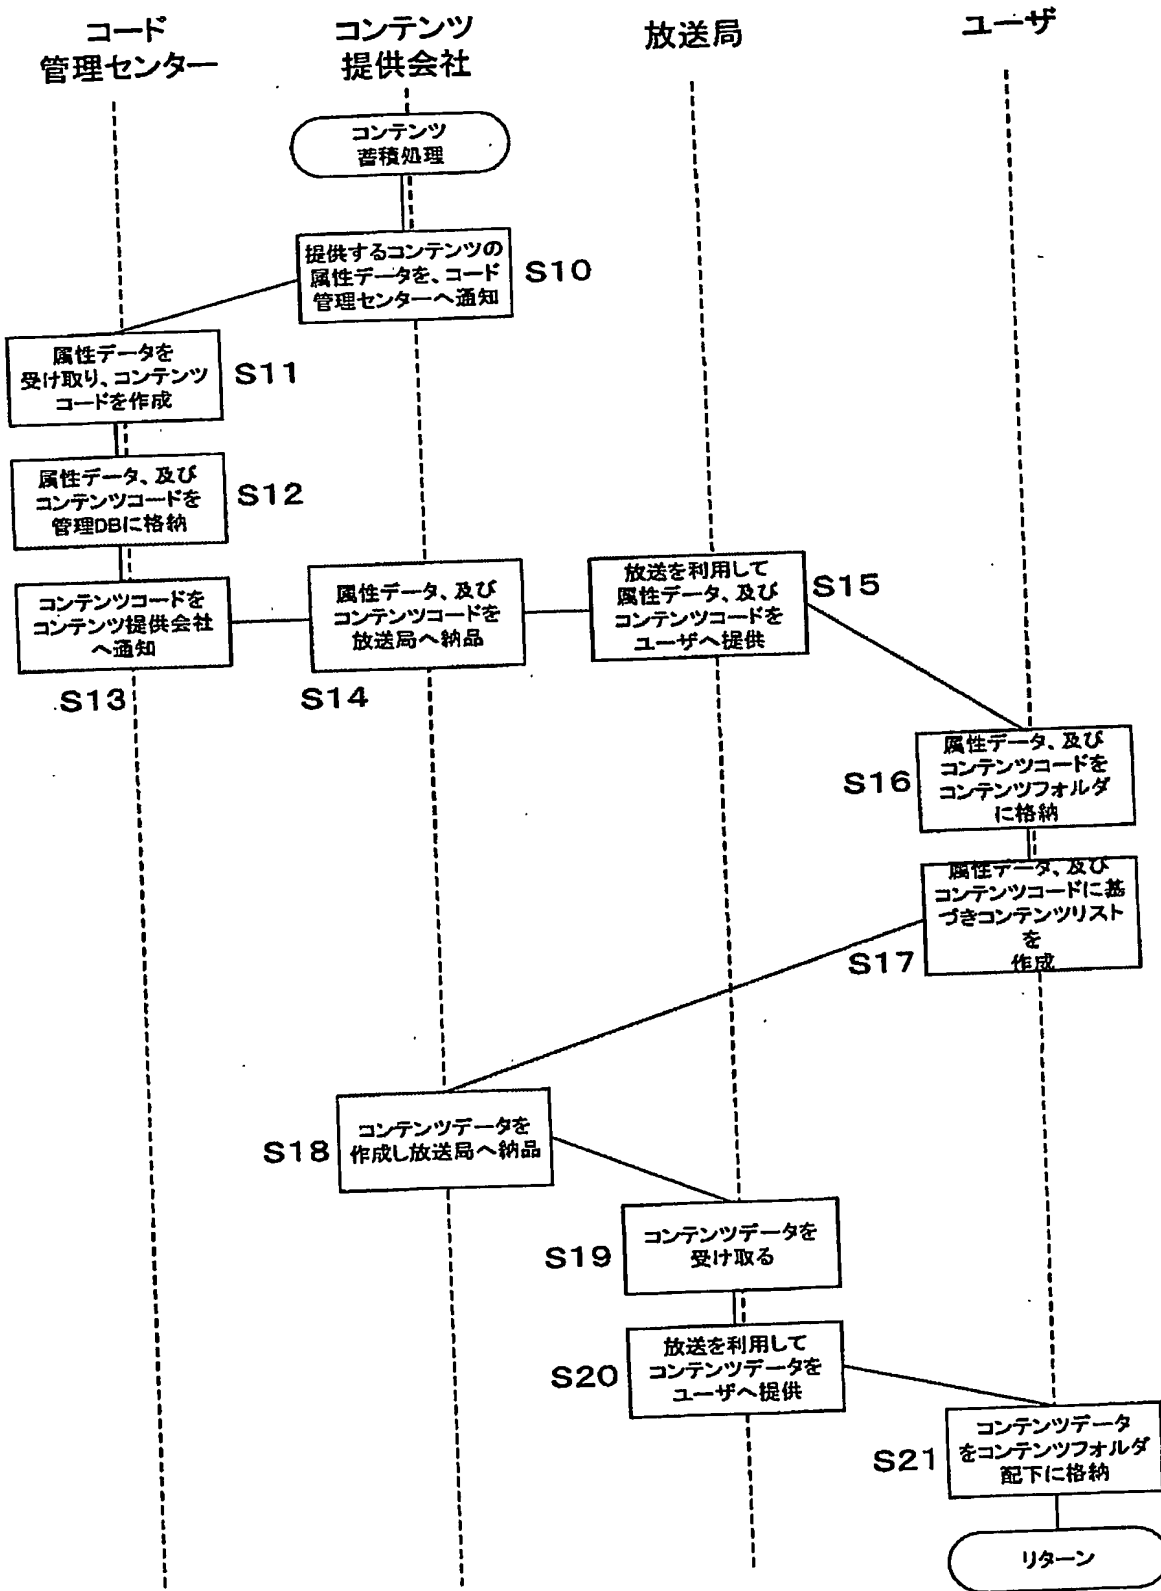 コード
管理センター
コンテンツ
提供会社
放送局
ユーザ
コンテンツ
蓄積処理
提供するコンテンツの
属性データを、コード
管理センターへ通知
S10
属性データを
受け取り、コンテンツ
コードを作成
S11
属性データ、及び
コンテンツコードを
管理DBに格納
S12
コンテンツコードを
コンテンツ提供会社
へ通知
S13
属性データ、及び
コンテンツコードを
放送局へ納品
S14
放送を利用して
属性データ、及び
コンテンツコードを
ユーザへ提供
S15
属性データ、及び
コンテンツコードを
コンテンツフォルダ
に格納
S16
属性データ、及び
コンテンツコードに基
づきコンテンツリスト
を
作成
S17
コンテンツデータを
作成し放送局へ納品
S18
コンテンツデータを
受け取る
S19
放送を利用して
コンテンツデータを
ユーザへ提供
S20
コンテンツデータ
をコンテンツフォルダ
配下に格納
S21
リターン